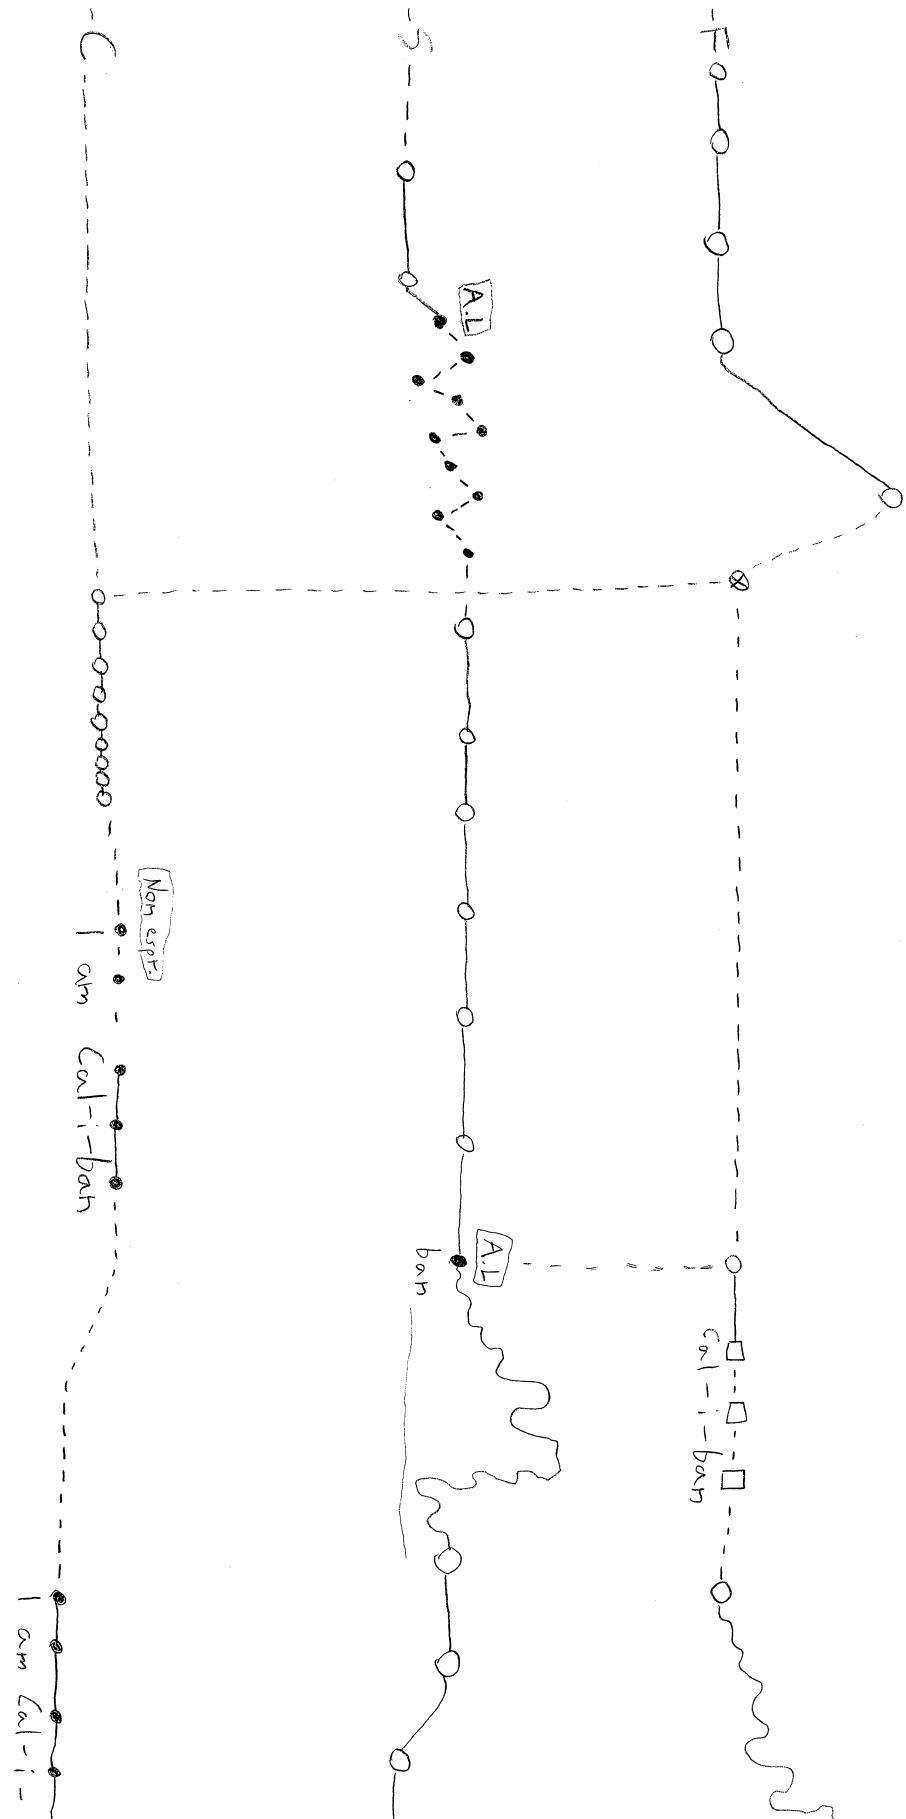 F
Cal-i-ban
A.L A.L
S
ban
Non espr.
C
I am Cal-i-ban
I am Cal-i-